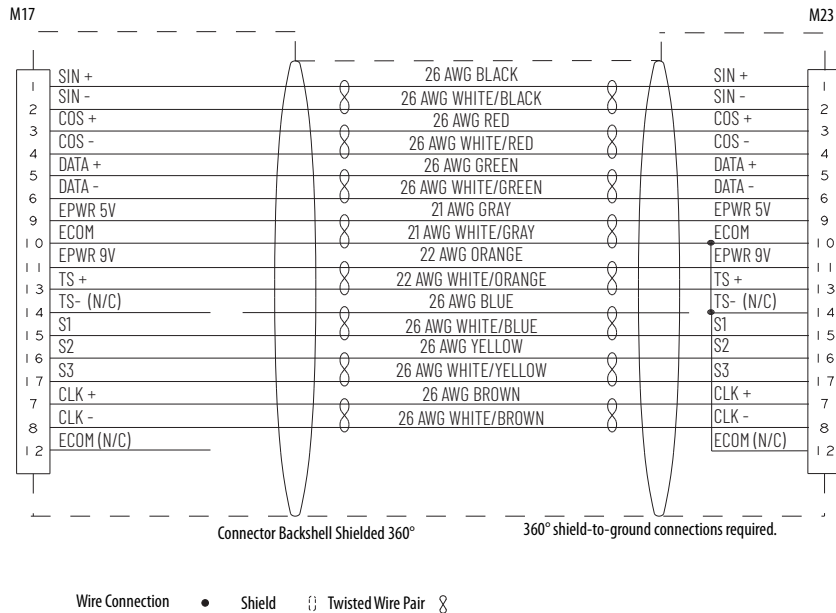 M17 M23
SIN + 26 AWG BLACK SIN +
1 1
SIN - 26 AWG WHITE/BLACK SIN -
2 2
COS + 26 AWG RED COS +
3 3
COS - 26 AWG WHITE/RED COS -
4 4
DATA + 26 AWG GREEN DATA +
5 5
DATA - 26 AWG WHITE/GREEN DATA -
6 6
EPWR 5V 21 AWG GRAY EPWR 5V
9 9
ECOM 21 AWG WHITE/GRAY ECOM
10 10
EPWR 9V 22 AWG ORANGE EPWR 9V
11 11
TS + 22 AWG WHITE/ORANGE TS +
13 13
TS- (N/C) 26 AWG BLUE TS- (N/C)
14 14
S1 26 AWG WHITE/BLUE S1
15 15
S2 26 AWG YELLOW S2
16 16
S3 26 AWG WHITE/YELLOW S3
17 17
CLK + 26 AWG BROWN CLK +
7 7
CLK - 26 AWG WHITE/BROWN CLK -
8 8
ECOM (N/C) ECOM (N/C)
12 12
Connector Backshell Shielded 360° 360° shield-to-ground connections required.
Wire Connection Shield Twisted Wire Pair